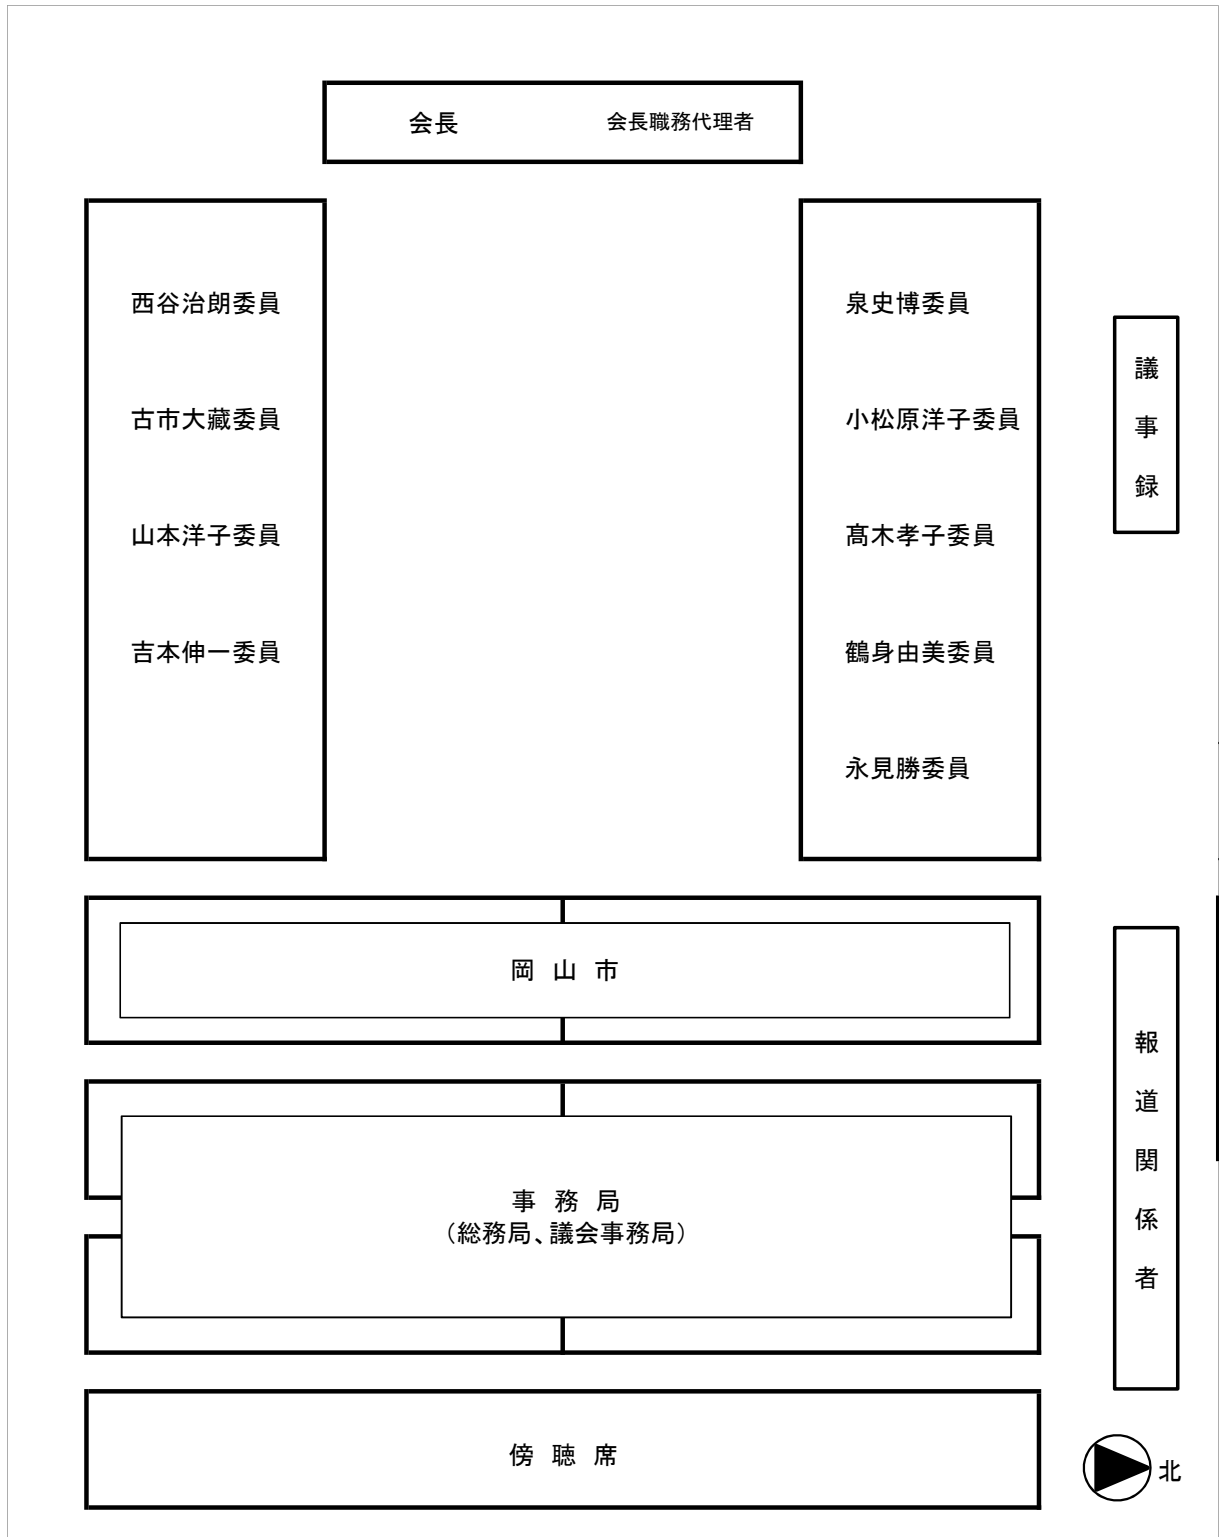 会長
会長職務代理者
西谷治朗委員
古市大藏委員
山本洋子委員
吉本伸一委員
泉史博委員
小松原洋子委員
髙木孝子委員
鶴身由美委員
永見勝委員
議事録
岡山市
事務局
（総務局、議会事務局）
報道関係者
傍聴席
北